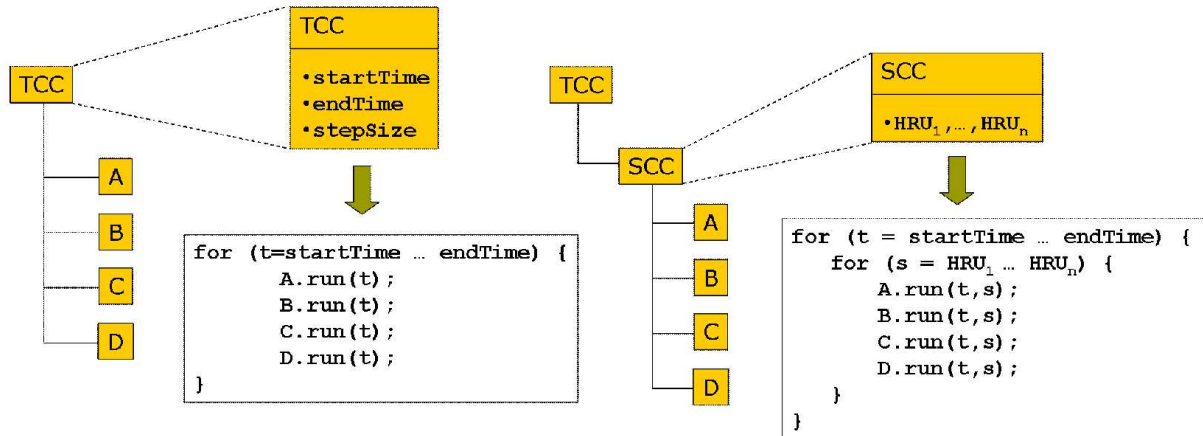 TCC
A
B
C
D
TCC
•startTime
•endTime
•stepSize
for (t=startTime … endTime) {
A.run(t);
B.run(t);
C.run(t);
D.run(t);
}
TCC
SCC
A
B
C
D
SCC
•HRU₁,…,HRUₙ
for (t = startTime … endTime) {
for (s = HRU₁ … HRUₙ) {
A.run(t,s);
B.run(t,s);
C.run(t,s);
D.run(t,s);
}
}